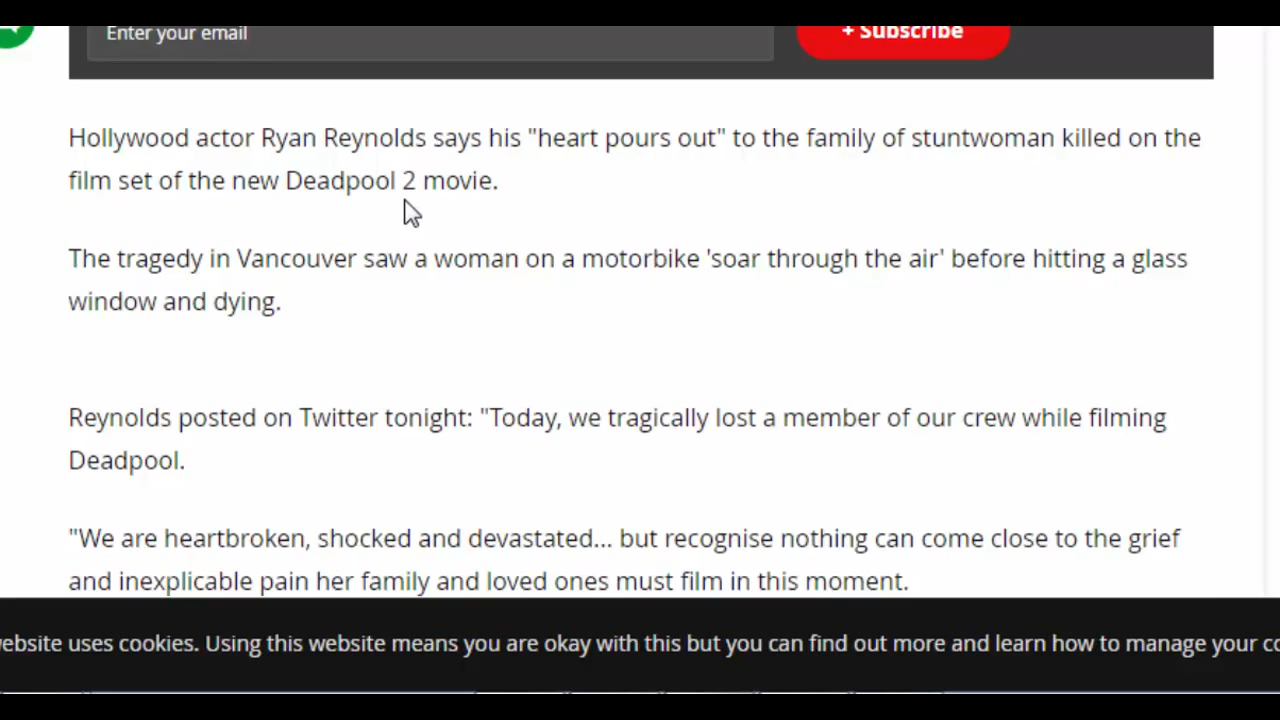 Enter your email
+ Subscribe
Hollywood actor Ryan Reynolds says his "heart pours out" to the family of stuntwoman killed on the
film set of the new Deadpool 2 movie.
The tragedy in Vancouver saw a woman on a motorbike 'soar through the air' before hitting a glass
window and dying.
Reynolds posted on Twitter tonight: "Today, we tragically lost a member of our crew while filming
Deadpool.
"We are heartbroken, shocked and devastated... but recognise nothing can come close to the grief
and inexplicable pain her family and loved ones must film in this moment.
ebsite uses cookies. Using this website means you are okay with this but you can find out more and learn how to manage your co